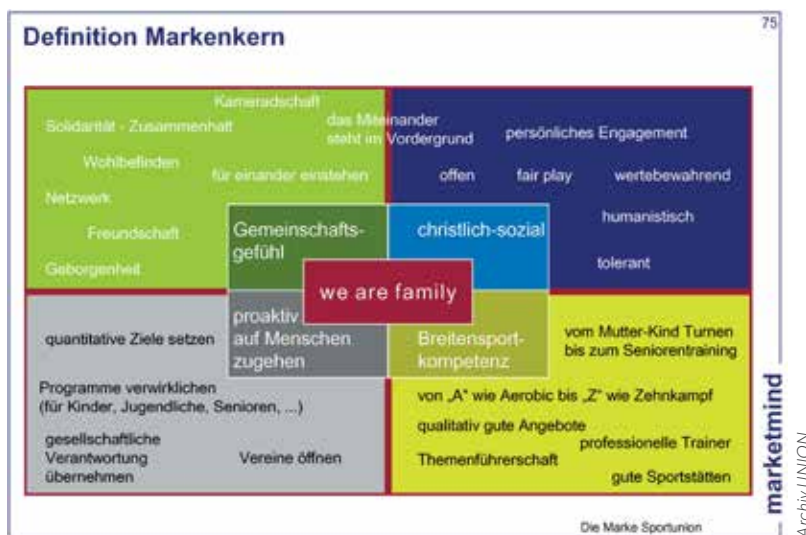 75
Definition Markenkern
Kameradschaft
Solidarität - Zusammenhalt
das Miteinander
steht im Vordergrund
Wohlbefinden
für einander einstehen
Netzwerk
Freundschaft
Geborgenheit
persönliches Engagement
offen
fair play
wertebewahrend
humanistisch
tolerant
Gemeinschafts-
gefühl
christlich-sozial
we are family
proaktiv
auf Menschen
zugehen
Breitensport-
kompetenz
quantitative Ziele setzen
Programme verwirklichen
(für Kinder, Jugendliche, Senioren, ...)
gesellschaftliche
Verantwortung
übernehmen
Vereine öffnen
vom Mutter-Kind Turnen
bis zum Seniorentraining
von „A" wie Aerobic bis „Z" wie Zehnkampf
qualitativ gute Angebote
professionelle Trainer
Themenführerschaft
gute Sportstätten
marketmind
Die Marke Sportunion
Archiv UNION